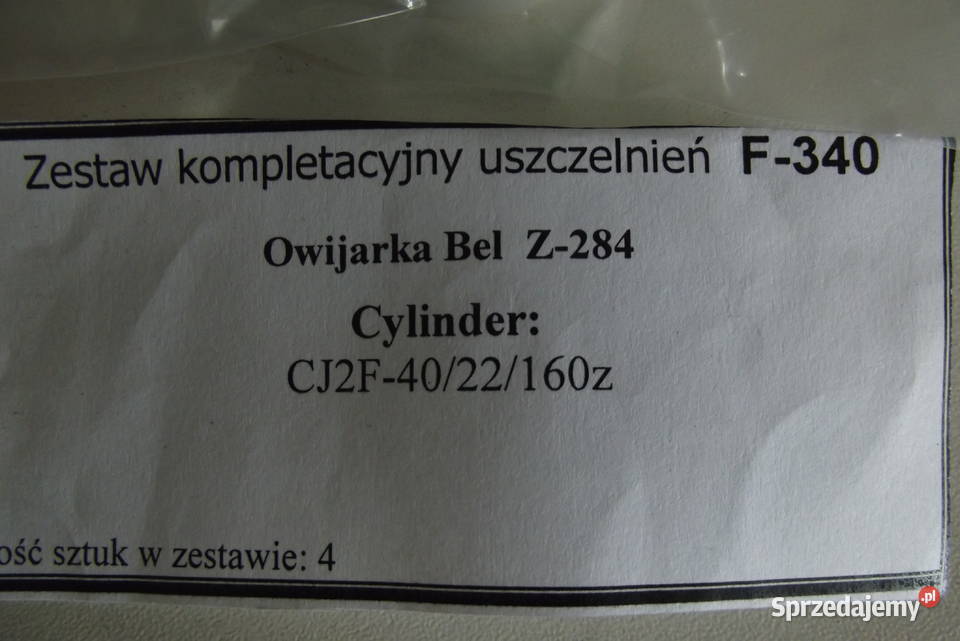 Zestaw kompletacyjny uszczelnień F-340
Owijarka Bel Z-284
Cylinder:
CJ2F-40/22/160z
ość sztuk w zestawie: 4
Sprzedajemy.pl